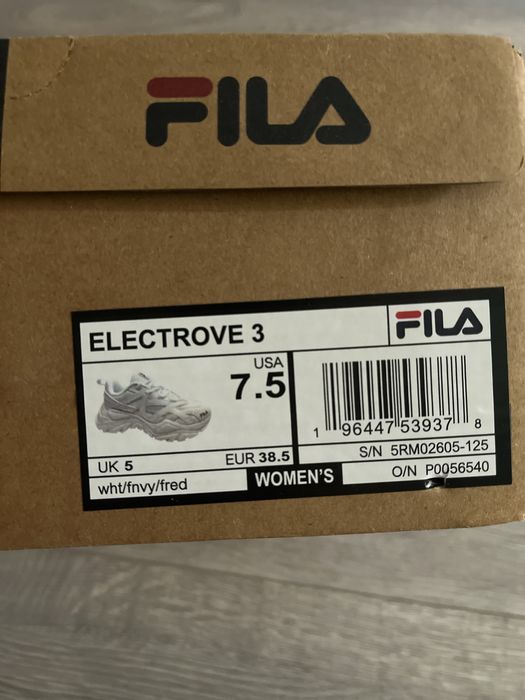 FILA
ELECTROVE 3
FILA
USA
7.5
UK 5
EUR 38.5
wht/fnvy/fred
WOMEN'S
1 96447 53937 8
S/N 5RM02605-125
O/N P0056540